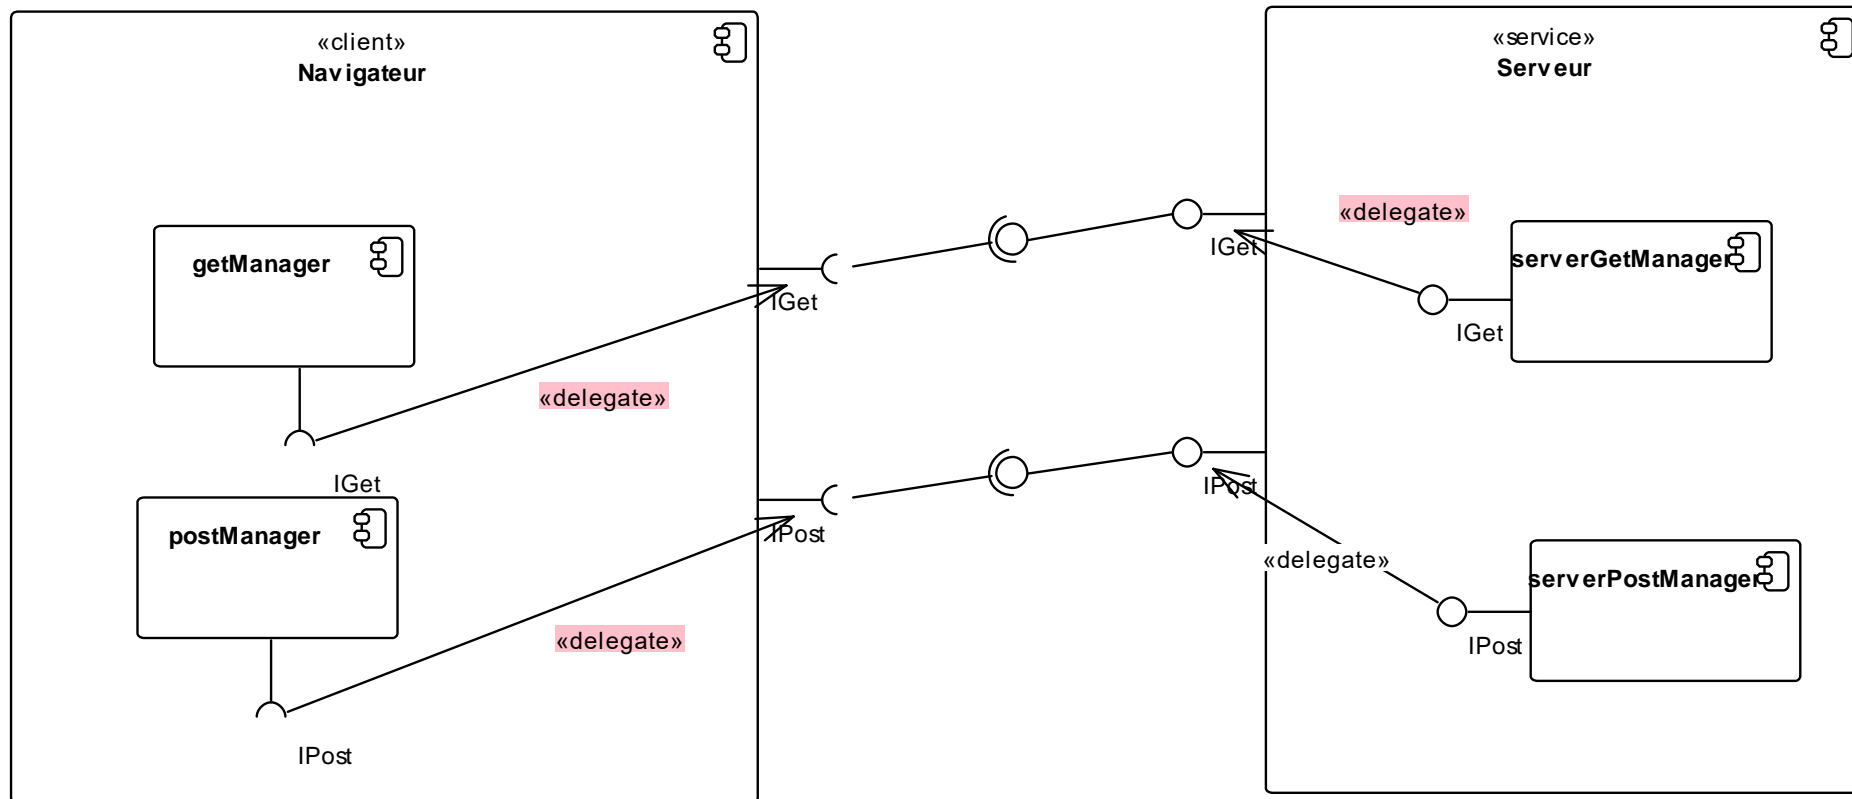 «client»
Navigateur
«service»
Serveur
getManager
IGet
«delegate»
IGet
postManager
IPost
«delegate»
IPost
IGet
«delegate»
serverGetManager
IGet
IPost
«delegate»
serverPostManager
IPost